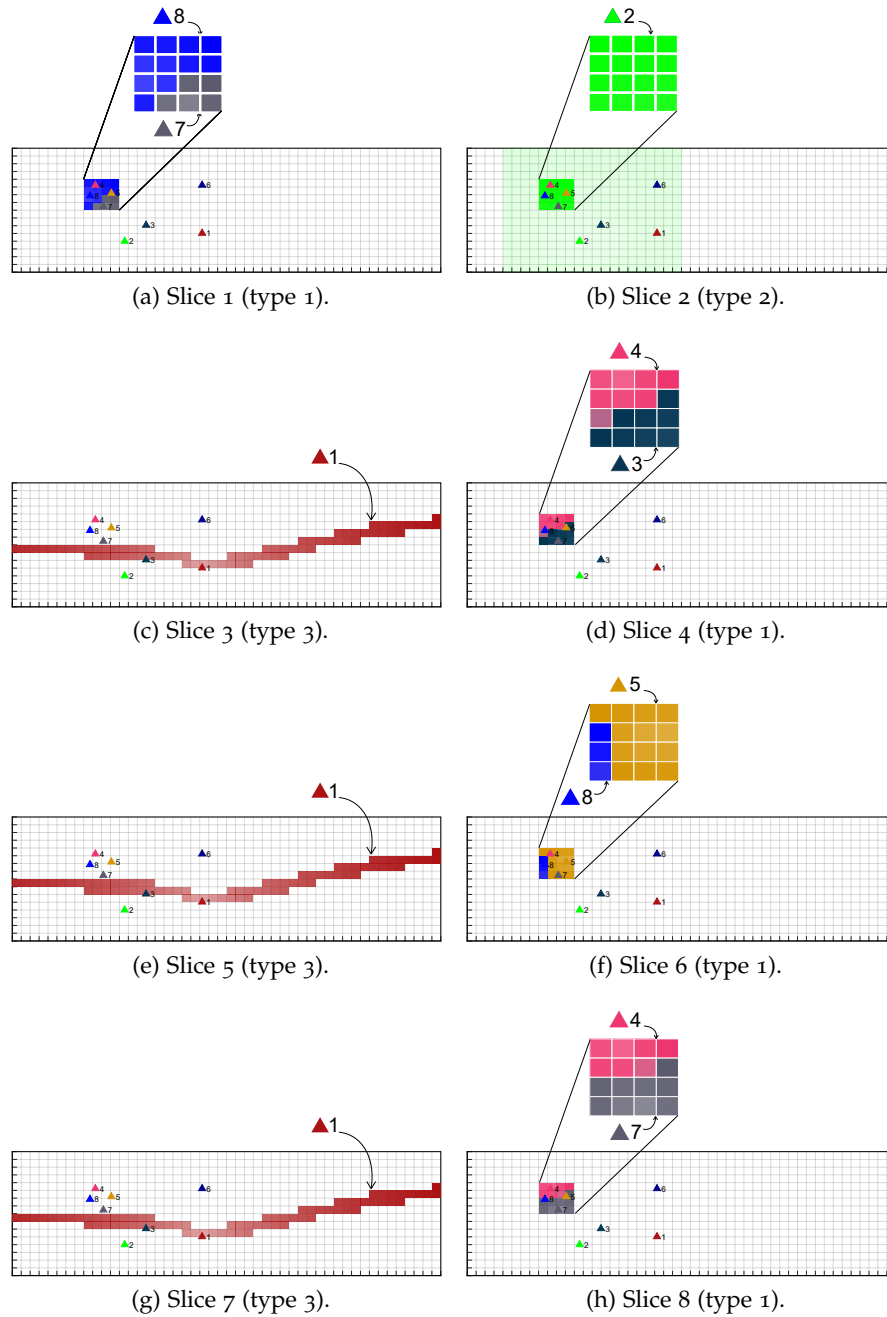 8
2
7
4 5 6 8 7 3 1 2
4 5 6 8 7 3 1 2
(a) Slice 1 (type 1).
(b) Slice 2 (type 2).
4
1
3
4 5 6 8 7 3 1 2
4 5 6 8 7 3 1 2
(c) Slice 3 (type 3).
(d) Slice 4 (type 1).
5
1
8
4 5 6 8 7 3 1 2
4 5 6 8 7 3 1 2
(e) Slice 5 (type 3).
(f) Slice 6 (type 1).
4
1
7
4 5 6 8 7 3 1 2
4 5 6 8 7 3 1 2
(g) Slice 7 (type 3).
(h) Slice 8 (type 1).